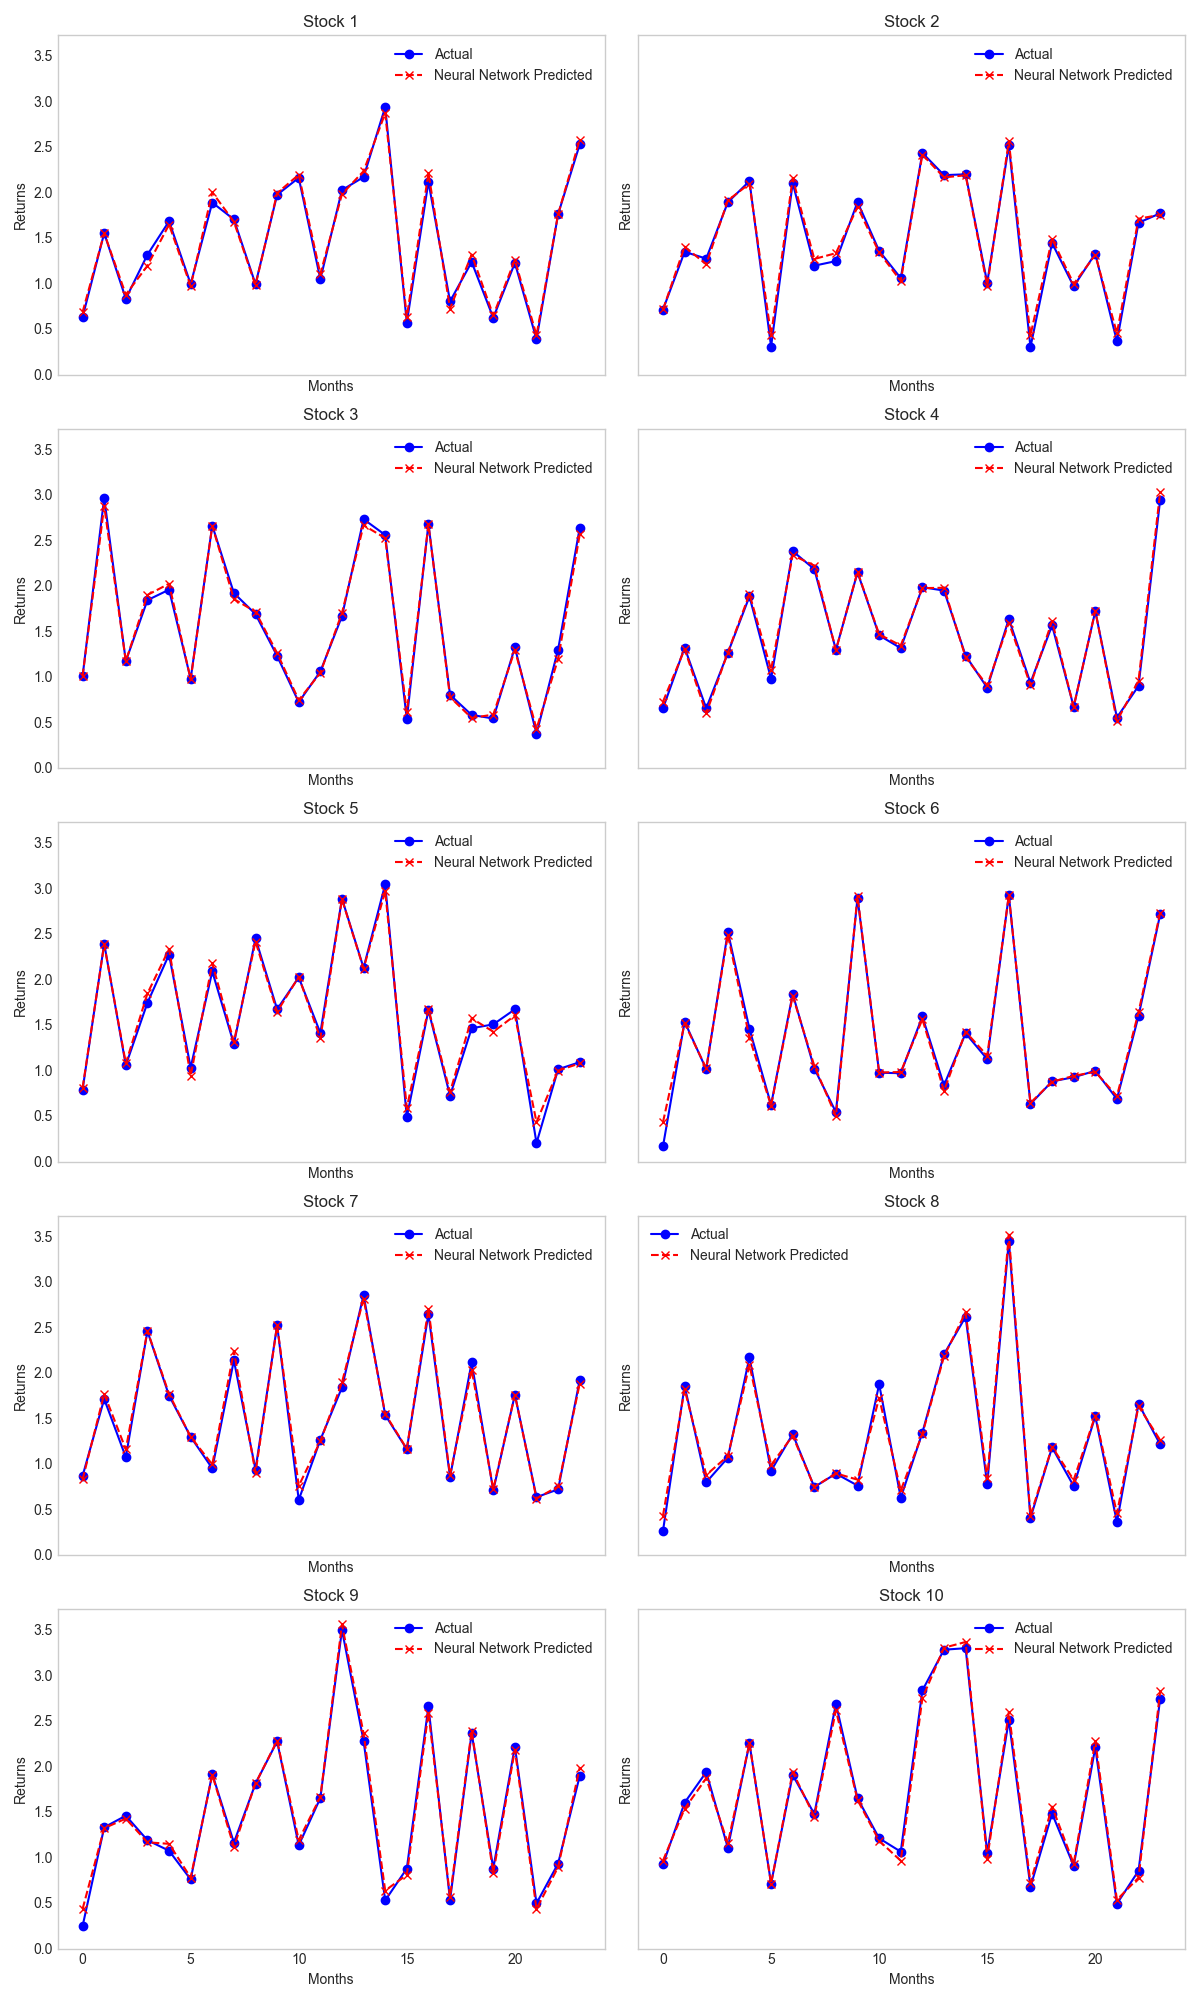 Stock 1
Stock 2
3.5
3.0
2.5
2.0
1.5
1.0
0.5
0.0
Returns
Actual
Neural Network Predicted
Months
Returns
Actual
Neural Network Predicted
Months
Stock 3
Stock 4
3.5
3.0
2.5
2.0
1.5
1.0
0.5
0.0
Returns
Actual
Neural Network Predicted
Months
Returns
Actual
Neural Network Predicted
Months
Stock 5
Stock 6
3.5
3.0
2.5
2.0
1.5
1.0
0.5
0.0
Returns
Actual
Neural Network Predicted
Months
Returns
Actual
Neural Network Predicted
Months
Stock 7
Stock 8
3.5
3.0
2.5
2.0
1.5
1.0
0.5
0.0
Returns
Actual
Neural Network Predicted
Months
Returns
Actual
Neural Network Predicted
Months
Stock 9
Stock 10
3.5
3.0
2.5
2.0
1.5
1.0
0.5
0.0
Returns
Actual
Neural Network Predicted
0 5 10 15 20
Months
Returns
Actual
Neural Network Predicted
0 5 10 15 20
Months